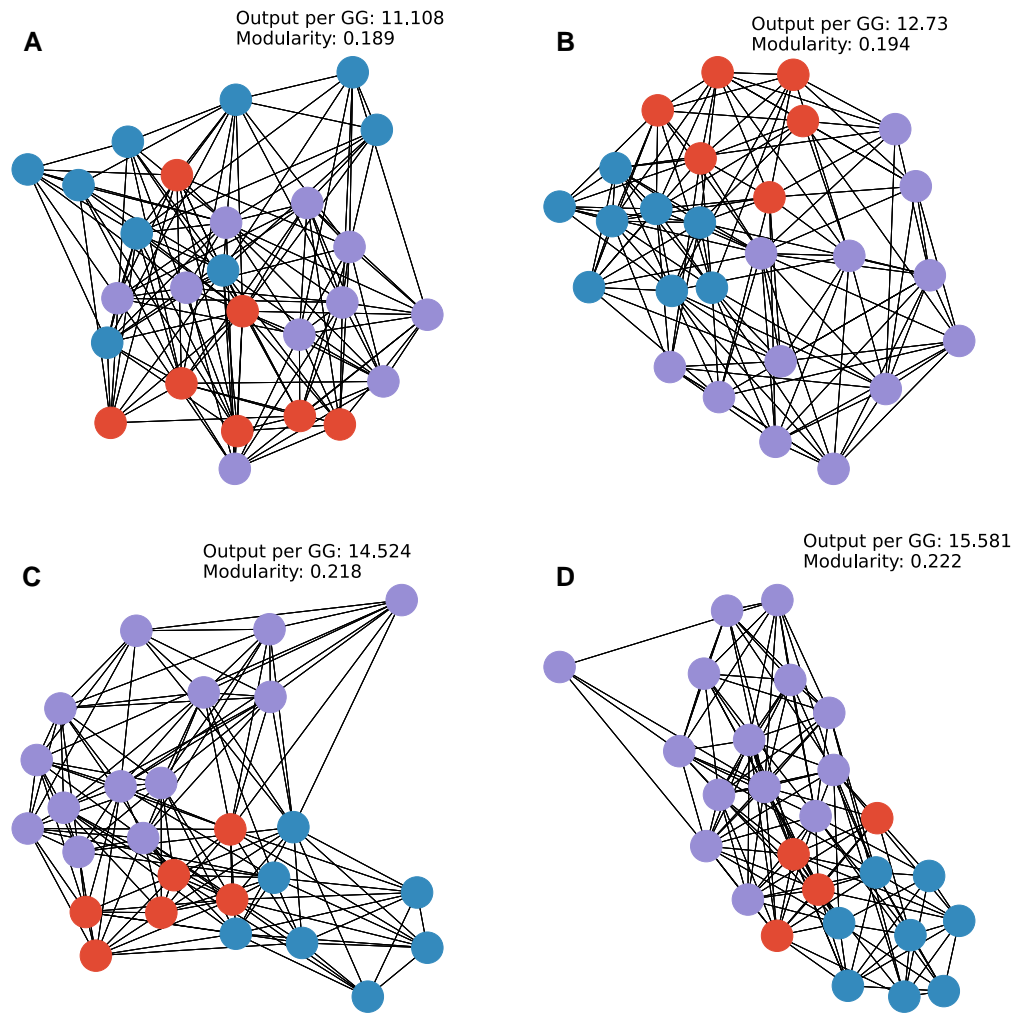 A
Output per GG: 11.108
Modularity: 0.189
B
Output per GG: 12.73
Modularity: 0.194
C
Output per GG: 14.524
Modularity: 0.218
D
Output per GG: 15.581
Modularity: 0.222